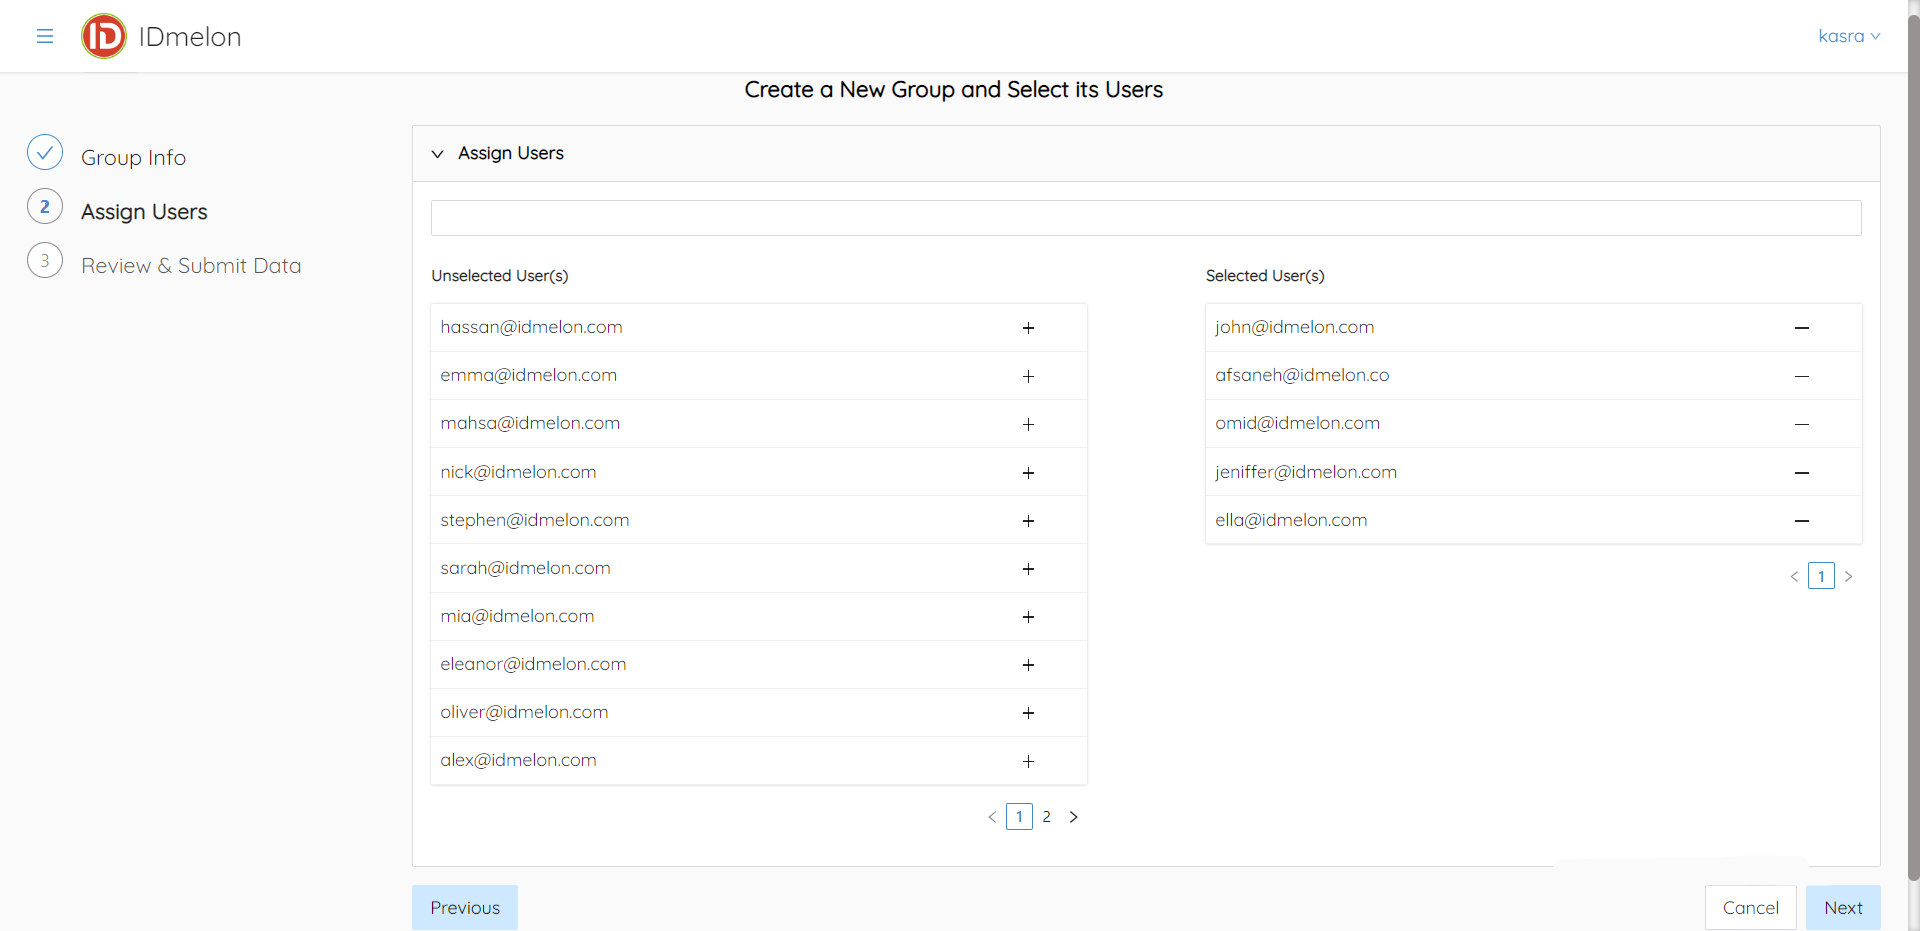 IDmelon
kasra
Create a New Group and Select its Users
Group Info
2
Assign Users
3
Review & Submit Data
Assign Users
Unselected User(s)
hassan@idmelon.com
emma@idmelon.com
mahsa@idmelon.com
nick@idmelon.com
stephen@idmelon.com
sarah@idmelon.com
mia@idmelon.com
eleanor@idmelon.com
oliver@idmelon.com
alex@idmelon.com
< 1 2 >
Selected User(s)
john@idmelon.com
afsaneh@idmelon.co
omid@idmelon.com
jeniffer@idmelon.com
ella@idmelon.com
< 1 >
Previous
Cancel
Next